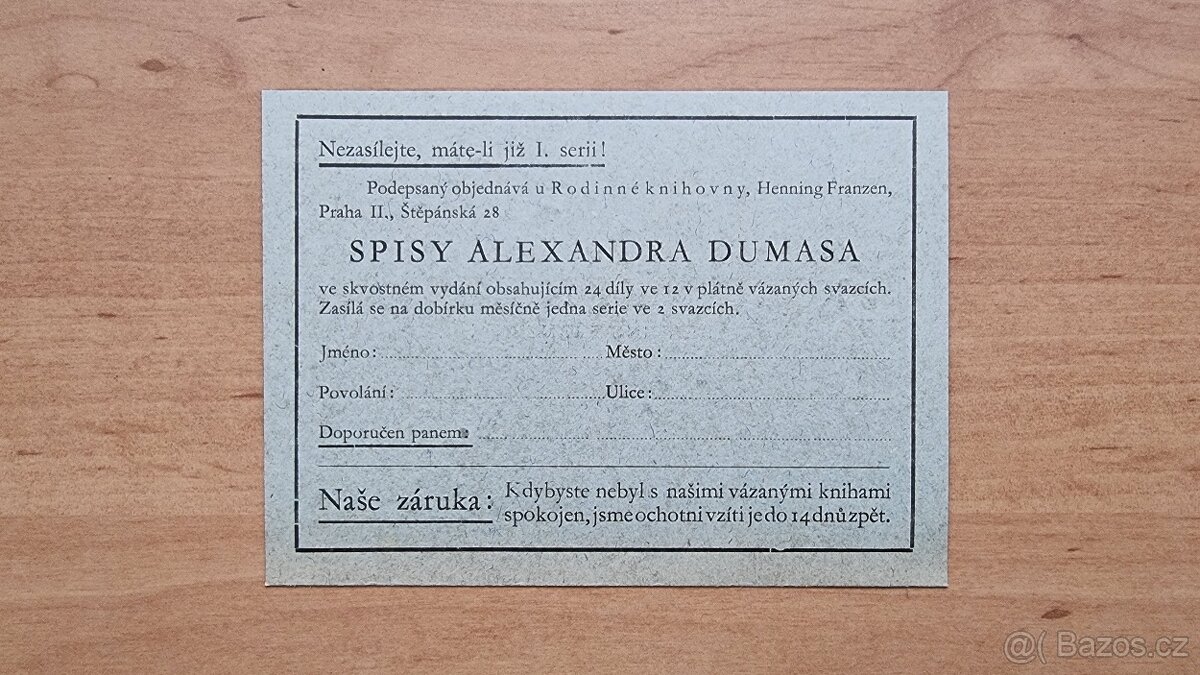 Nezasílejte, máte-li již I. serii!
Podepsaný objednává u Rodinné knihovny, Henning Franzen,
Praha II., Štěpánská 28
SPISY ALEXANDRA DUMASA
ve skvostném vydání obsahujícím 24 díly ve 12 v plátně vázaných svazcích.
Zasílá se na dobírku měsíčně jedna serie ve 2 svazcích.
Jméno: Město:
Povolání: Ulice:
Doporučen panem:
Naše záruka: Kdybyste nebyl s našimi vázanými knihami
spokojen, jsme ochotni vzíti je do 14 dnů zpět.
@( Bazos.cz